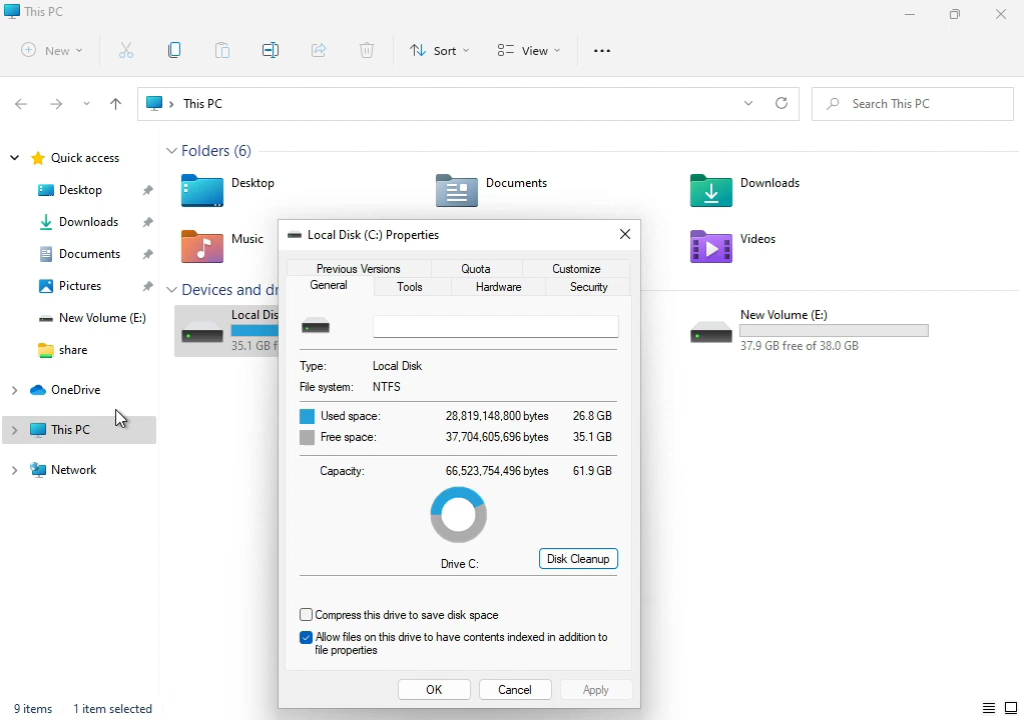 This PC
New
Sort
View
This PC
Search This PC
Quick access
Desktop
Downloads
Documents
Pictures
New Volume (E:)
share
OneDrive
This PC
Network
Folders (6)
Desktop
Documents
Downloads
Music
Videos
Devices and dr
Local Dis
35.1 GB f
New Volume (E:)
37.9 GB free of 38.0 GB
Local Disk (C:) Properties
Previous Versions Quota Customize
General Tools Hardware Security
Type: Local Disk
File system: NTFS
Used space: 28,819,148,800 bytes 26.8 GB
Free space: 37,704,605,696 bytes 35.1 GB
Capacity: 66,523,754,496 bytes 61.9 GB
Drive C: Disk Cleanup
Compress this drive to save disk space
Allow files on this drive to have contents indexed in addition to
file properties
OK Cancel Apply
9 items 1 item selected